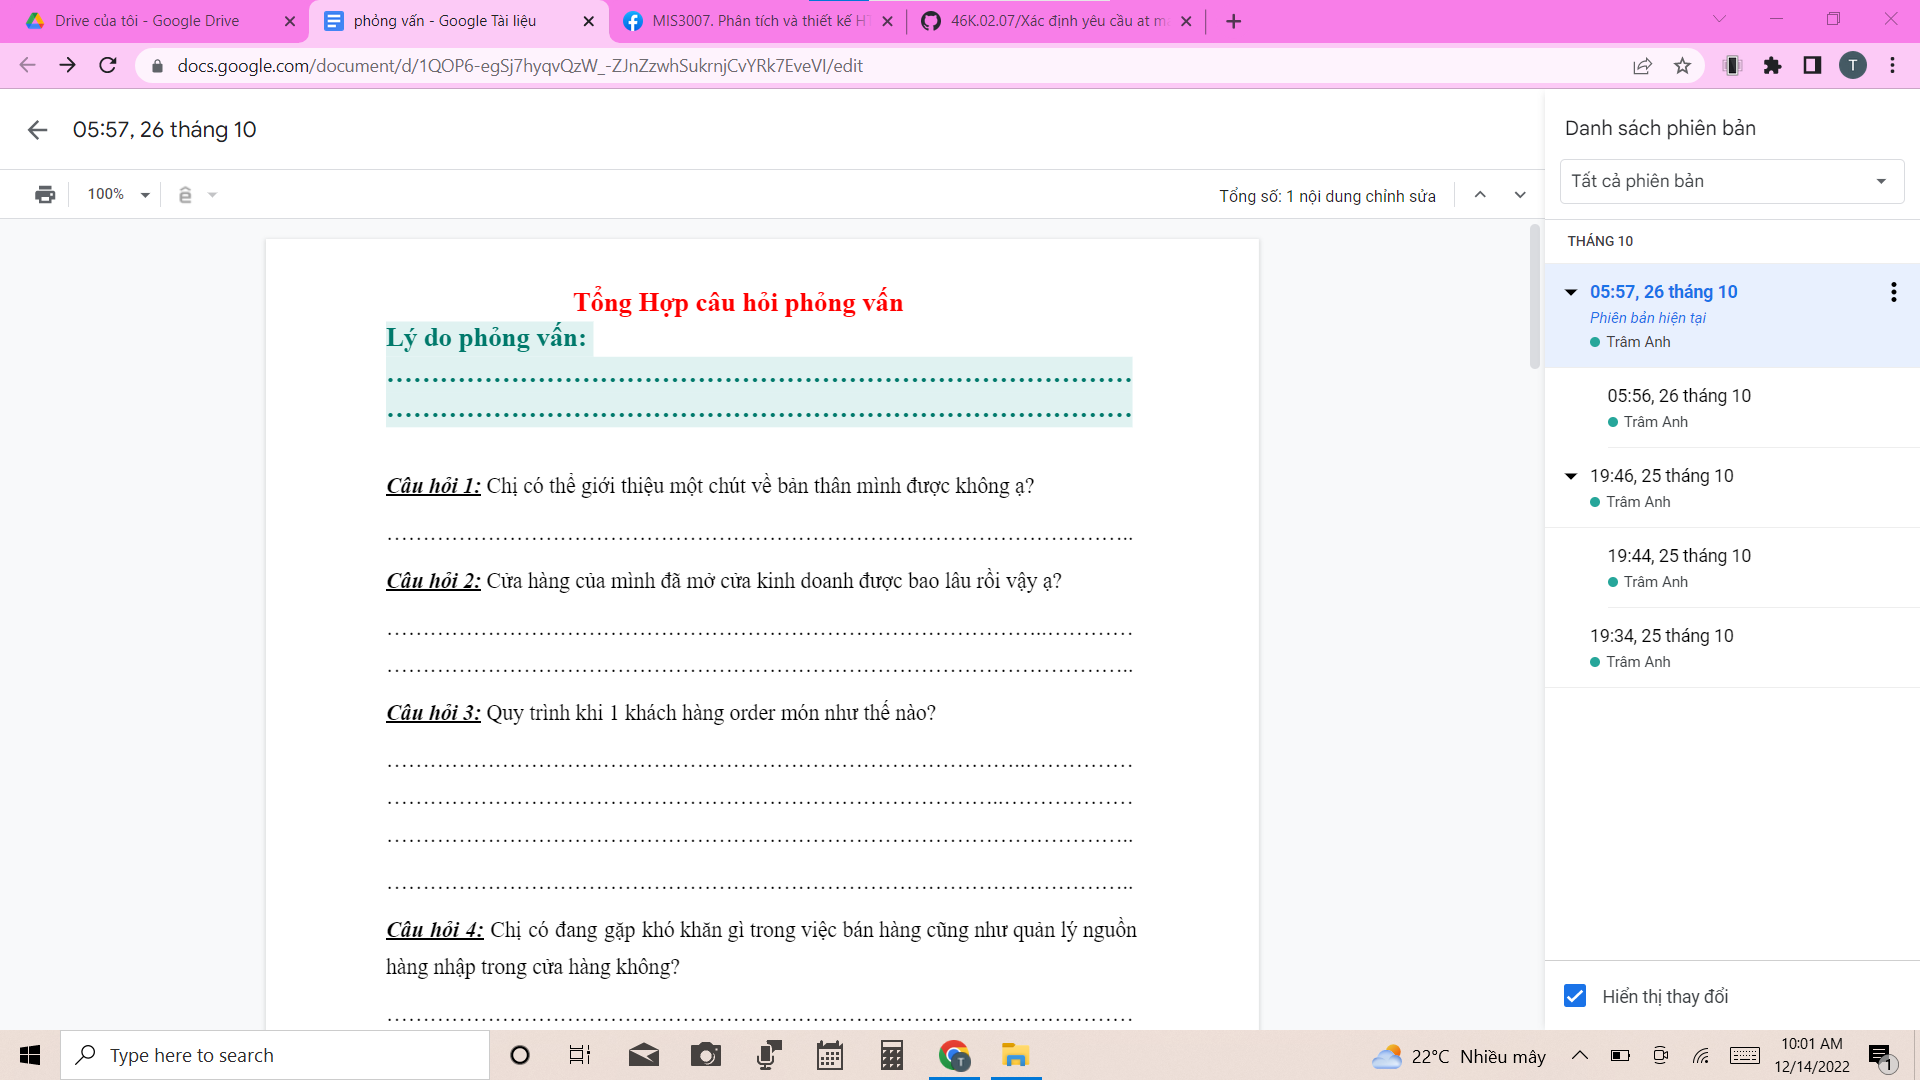 Drive của tôi - Google Drive
phỏng vấn - Google Tài liệu
MIS3007. Phân tích và thiết kế HT
46K.02.07/Xác định yêu cầu at ma
docs.google.com/document/d/1QOP6-egSj7hyqvQzW_-ZJnZzwhSukrnjCvYRk7EveVI/edit
T
05:57, 26 tháng 10
100%
Tổng số: 1 nội dung chỉnh sửa
Tổng Hợp câu hỏi phỏng vấn
Lý do phỏng vấn:
……………………………………………………………………………
……………………………………………………………………………
Câu hỏi 1: Chị có thể giới thiệu một chút về bản thân mình được không ạ?
…………………………………………………………………………………………..
Câu hỏi 2: Cửa hàng của mình đã mở cửa kinh doanh được bao lâu rồi vậy ạ?
………………………………………………………………………………..…………
…………………………………………………………………………………………..
Câu hỏi 3: Quy trình khi 1 khách hàng order món như thế nào?
……………………………………………………………………………..……………
…………………………………………………………………………..………………
…………………………………………………………………………………………..
…………………………………………………………………………………………..
Câu hỏi 4: Chị có đang gặp khó khăn gì trong việc bán hàng cũng như quản lý nguồn
hàng nhập trong cửa hàng không?
………………………………………………………………………..…………………
Danh sách phiên bản
Tất cả phiên bản
THÁNG 10
05:57, 26 tháng 10
Phiên bản hiện tại
Trâm Anh
05:56, 26 tháng 10
Trâm Anh
19:46, 25 tháng 10
Trâm Anh
19:44, 25 tháng 10
Trâm Anh
19:34, 25 tháng 10
Trâm Anh
Hiển thị thay đổi
Type here to search
T
22°C Nhiều mây
10:01 AM
12/14/2022
1